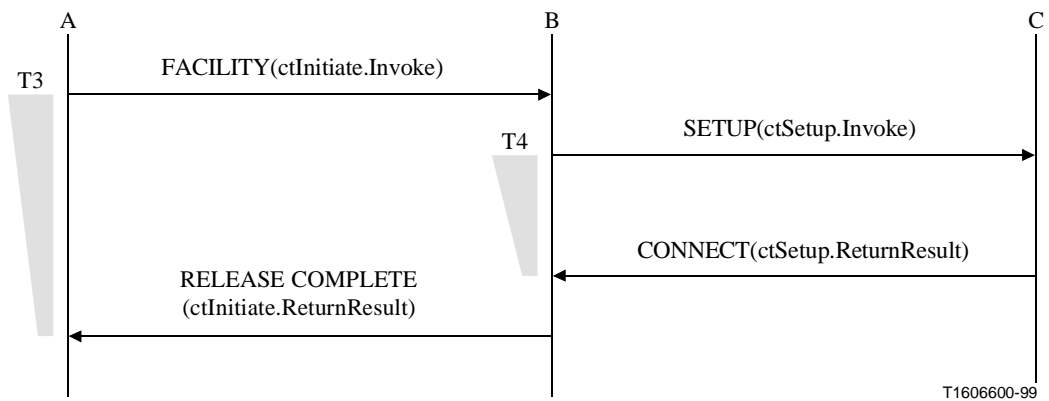 A
B
C
T3
FACILITY(ctInitiate.Invoke)
SETUP(ctSetup.Invoke)
T4
CONNECT(ctSetup.ReturnResult)
RELEASE COMPLETE
(ctInitiate.ReturnResult)
T1606600-99